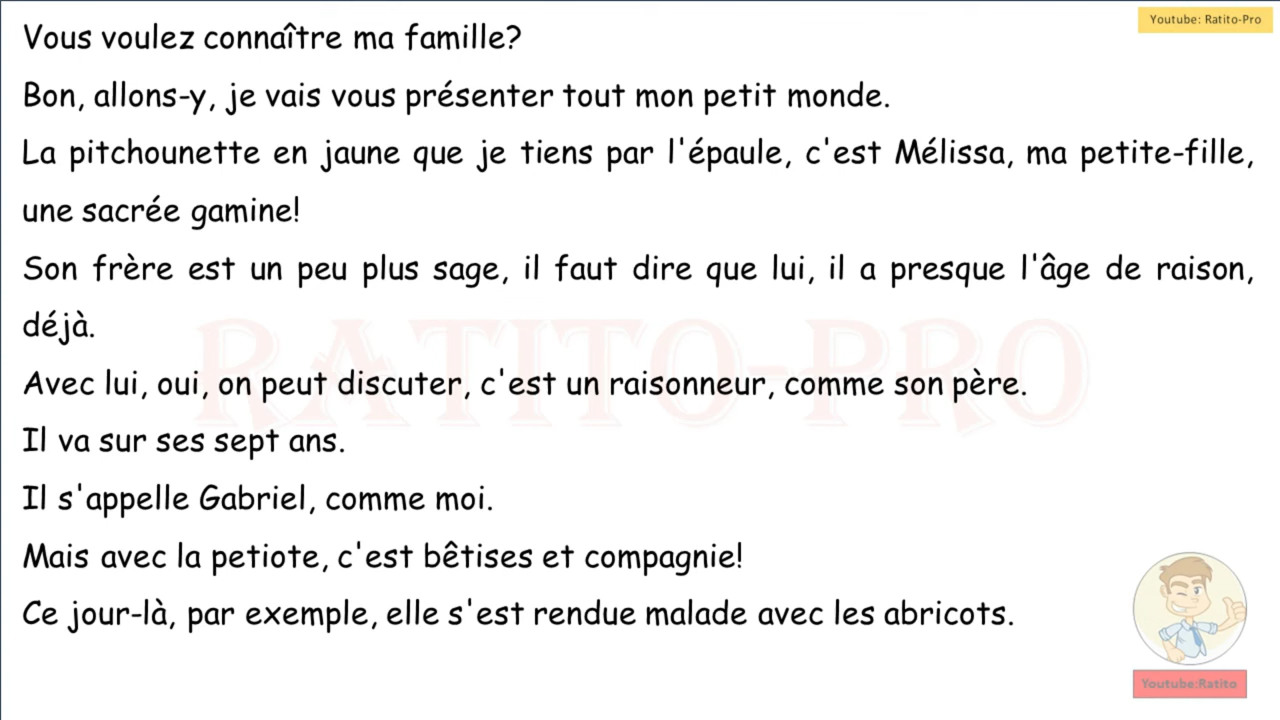 Youtube: Ratito-Pro
Vous voulez connaître ma famille?
Bon, allons-y, je vais vous présenter tout mon petit monde.
La pitchounette en jaune que je tiens par l'épaule, c'est Mélissa, ma petite-fille,
une sacrée gamine!
Son frère est un peu plus sage, il faut dire que lui, il a presque l'âge de raison,
déjà.
RATITO-PRO
Avec lui, oui, on peut discuter, c'est un raisonneur, comme son père.
Il va sur ses sept ans.
Il s'appelle Gabriel, comme moi.
Mais avec la petiote, c'est bêtises et compagnie!
Ce jour-là, par exemple, elle s'est rendue malade avec les abricots.
Youtube:Ratito